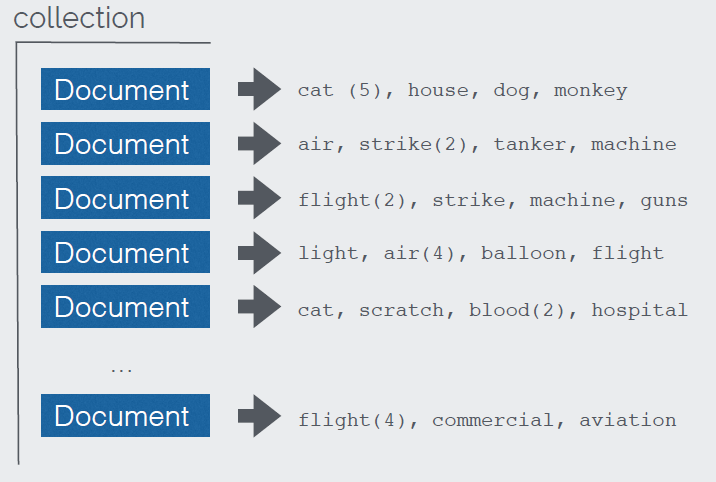 collection
Document cat (5), house, dog, monkey
Document air, strike(2), tanker, machine
Document flight(2), strike, machine, guns
Document light, air(4), balloon, flight
Document cat, scratch, blood(2), hospital
...
Document flight(4), commercial, aviation